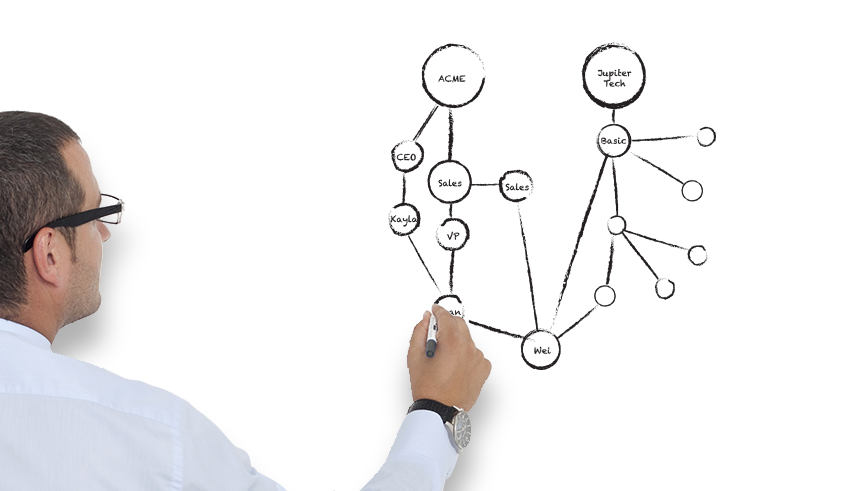 ACME
Jupiter
Tech
Basic
CEO
Sales
Sales
Kayla
VP
Wei